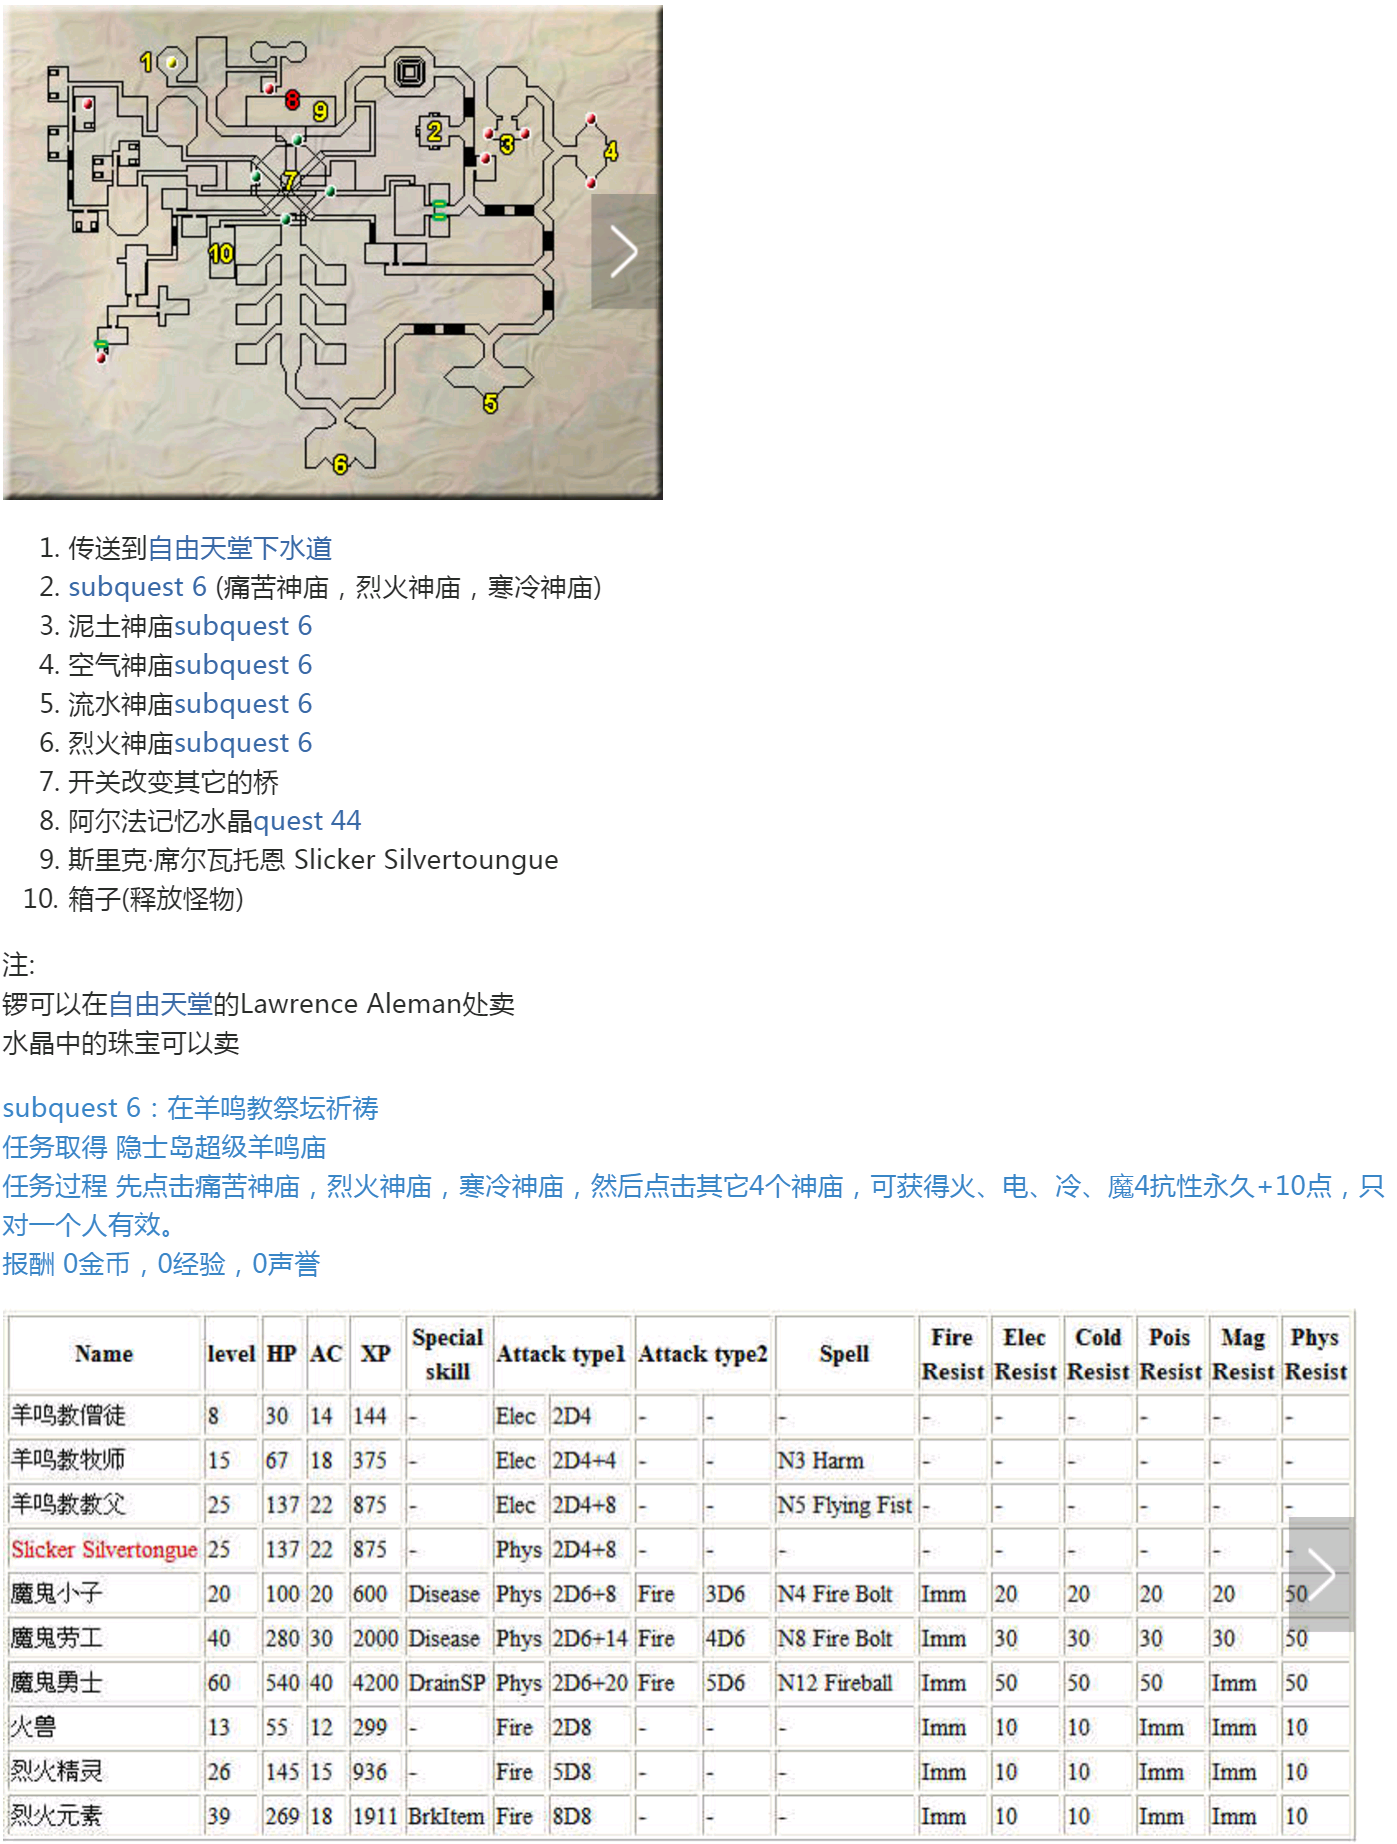 1
8
9
2
3
4
7
10
5
6
1. 传送到自由天堂下水道
2. subquest 6 (痛苦神庙，烈火神庙，寒冷神庙)
3. 泥土神庙subquest 6
4. 空气神庙subquest 6
5. 流水神庙subquest 6
6. 烈火神庙subquest 6
7. 开关改变其它的桥
8. 阿尔法记忆水晶quest 44
9. 斯里克·席尔瓦托恩 Slicker Silvertoungue
10. 箱子(释放怪物)
注:
锣可以在自由天堂的Lawrence Aleman处卖
水晶中的珠宝可以卖
subquest 6：在羊鸣教祭坛祈祷
任务取得 隐士岛超级羊鸣庙
任务过程 先点击痛苦神庙，烈火神庙，寒冷神庙，然后点击其它4个神庙，可获得火、电、冷、魔4抗性永久+10点，只
对一个人有效。
报酬 0金币，0经验，0声誉
Name level HP AC XP Special skill Attack type1 Attack type2 Spell Fire Resist Elec Resist Cold Resist Pois Resist Mag Resist Phys Resist
羊鸣教僧徒 8 30 14 144 - Elec 2D4 - - - - - - - - -
羊鸣教牧师 15 67 18 375 - Elec 2D4+4 - - N3 Harm - - - - - -
羊鸣教教父 25 137 22 875 - Elec 2D4+8 - - N5 Flying Fist - - - - - -
Slicker Silvertongue 25 137 22 875 - Phys 2D4+8 - - - - - - - - -
魔鬼小子 20 100 20 600 Disease Phys 2D6+8 Fire 3D6 N4 Fire Bolt Imm 20 20 20 20 50
魔鬼劳工 40 280 30 2000 Disease Phys 2D6+14 Fire 4D6 N8 Fire Bolt Imm 30 30 30 30 50
魔鬼勇士 60 540 40 4200 DrainSP Phys 2D6+20 Fire 5D6 N12 Fireball Imm 50 50 50 Imm 50
火兽 13 55 12 299 - Fire 2D8 - - - Imm 10 10 Imm Imm 10
烈火精灵 26 145 15 936 - Fire 5D8 - - - Imm 10 10 Imm Imm 10
烈火元素 39 269 18 1911 BrkItem Fire 8D8 - - - Imm 10 10 Imm Imm 10